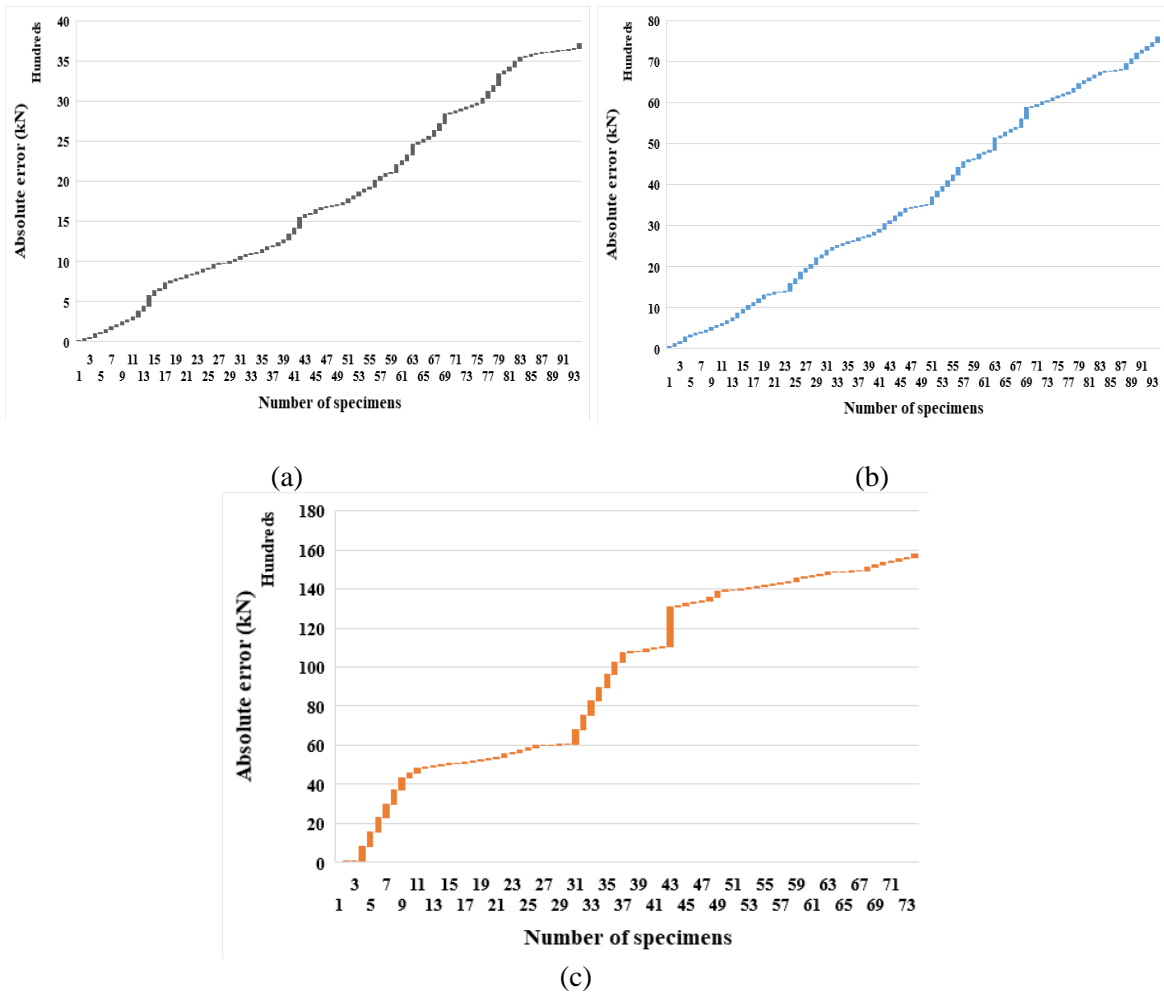 40
35
30
25
20
15
10
5
0
Hundreds
Absolute error (kN)
3 7 11 15 19 23 27 31 35 39 43 47 51 55 59 63 67 71 75 79 83 87 91
1 5 9 13 17 21 25 29 33 37 41 45 49 53 57 61 65 69 73 77 81 85 89 93
Number of specimens
(a)
80
70
60
50
40
30
20
10
0
Hundreds
Absolute error (kN)
3 7 11 15 19 23 27 31 35 39 43 47 51 55 59 63 67 71 75 79 83 87 91
1 5 9 13 17 21 25 29 33 37 41 45 49 53 57 61 65 69 73 77 81 85 89 93
Number of specimens
(b)
180
160
140
120
100
80
60
40
20
0
Hundreds
Absolute error (kN)
3 7 11 15 19 23 27 31 35 39 43 47 51 55 59 63 67 71
1 5 9 13 17 21 25 29 33 37 41 45 49 53 57 61 65 69 73
Number of specimens
(c)